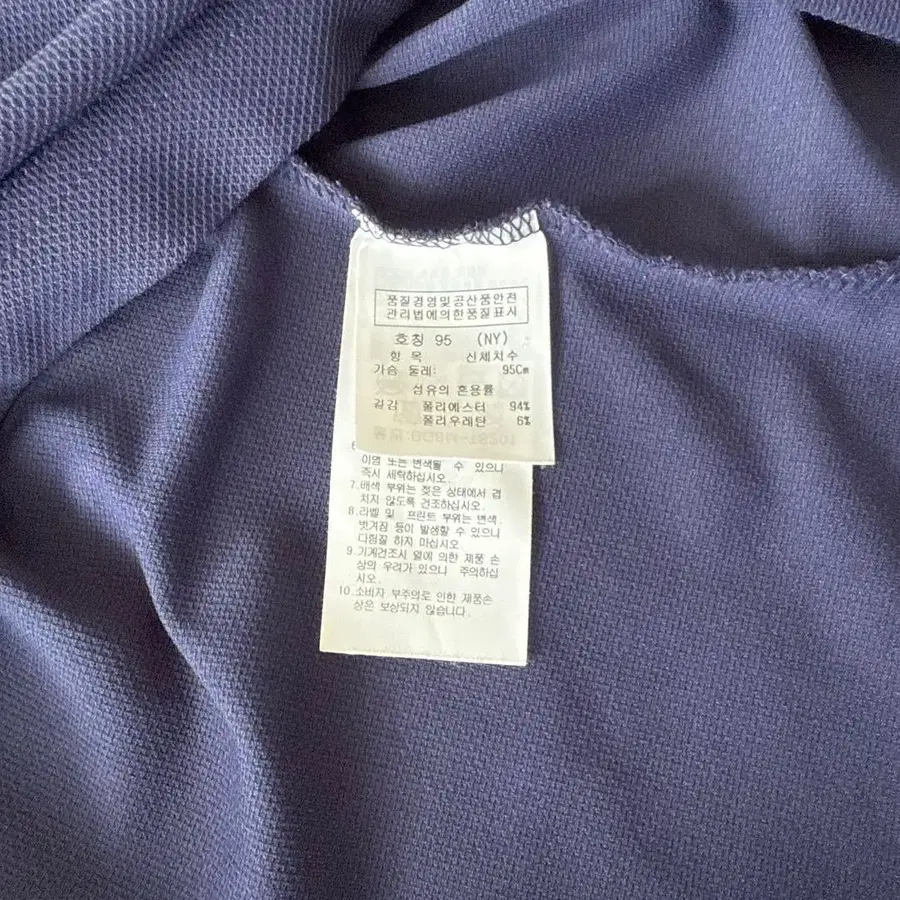 품질경영및공산품안전
관리법에의한품질표시
호칭 95 (NY)
항 목 신체치수
가슴 둘레: 95Cm
섬유의 혼용률
겉감 폴리에스터 94%
폴리우레탄 6%
이염 또는 변색될 수 있으니
즉시 세탁하십시오.
7.배색 부위는 젖은 상태에서 겹
치지 않도록 건조하십시오.
8.라벨 및 프린트 부위는 변색.
벗겨짐 등이 발생할 수 있으니
다림질 하지 마십시오
9.기계건조시 열에 의한 제품 손
상의 우려가 있으니 주의하십
시오.
10.소비자 부주의로 인한 제품손
상은 보상되지 않습니다.